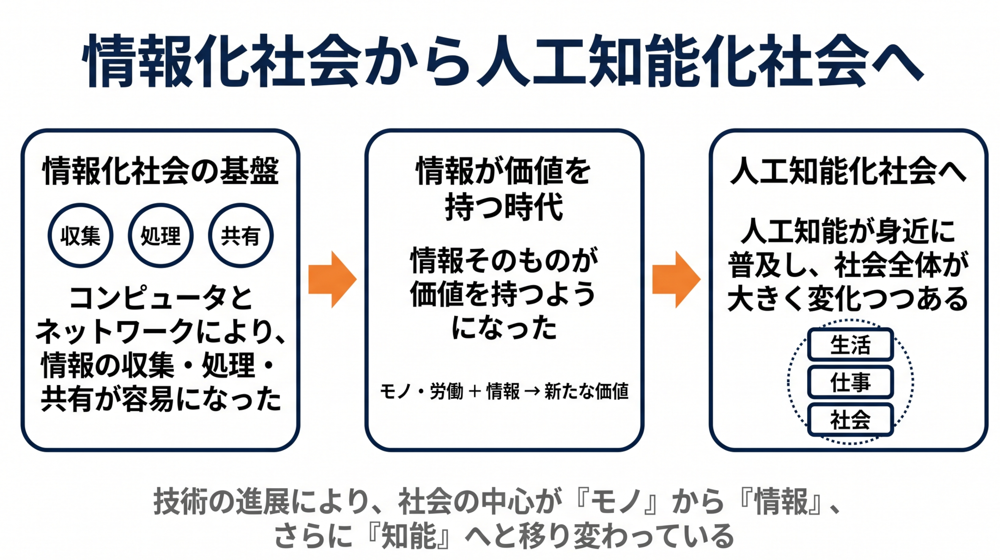 情報化社会から人工知能化社会へ
情報化社会の基盤
収集
処理
共有
コンピュータと
ネットワークにより、
情報の収集・処理・
共有が容易になった
情報が価値を
持つ時代
情報そのものが
価値を持つよう
になった
モノ・労働 + 情報 → 新たな価値
人工知能化社会へ
人工知能が身近に
普及し、社会全体が
大きく変化つつある
生活
仕事
社会
技術の進展により、社会の中心が『モノ』から『情報』、
さらに『知能』へと移り変わっている